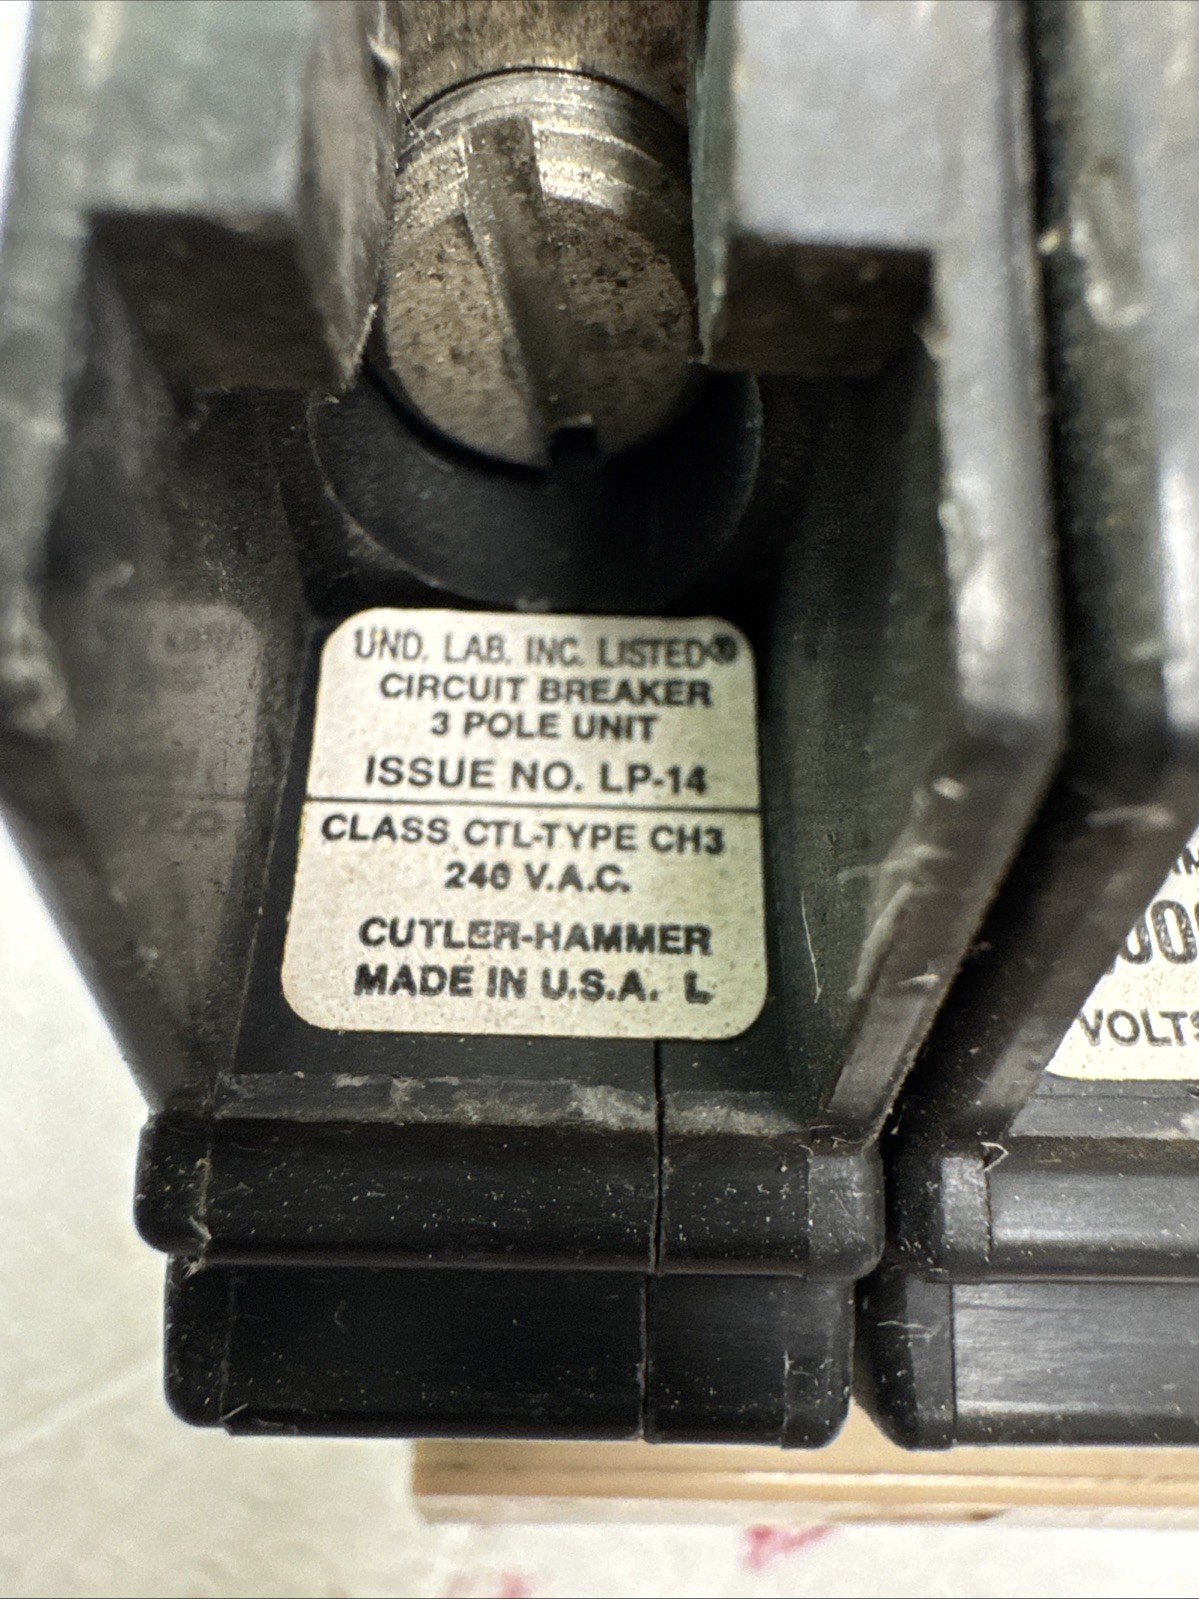 UND. LAB. INC. LISTED®
CIRCUIT BREAKER
3 POLE UNIT
ISSUE NO. LP-14
CLASS CTL-TYPE CH3
240 V.A.C.
CUTLER-HAMMER
MADE IN U.S.A. L
VOLTS